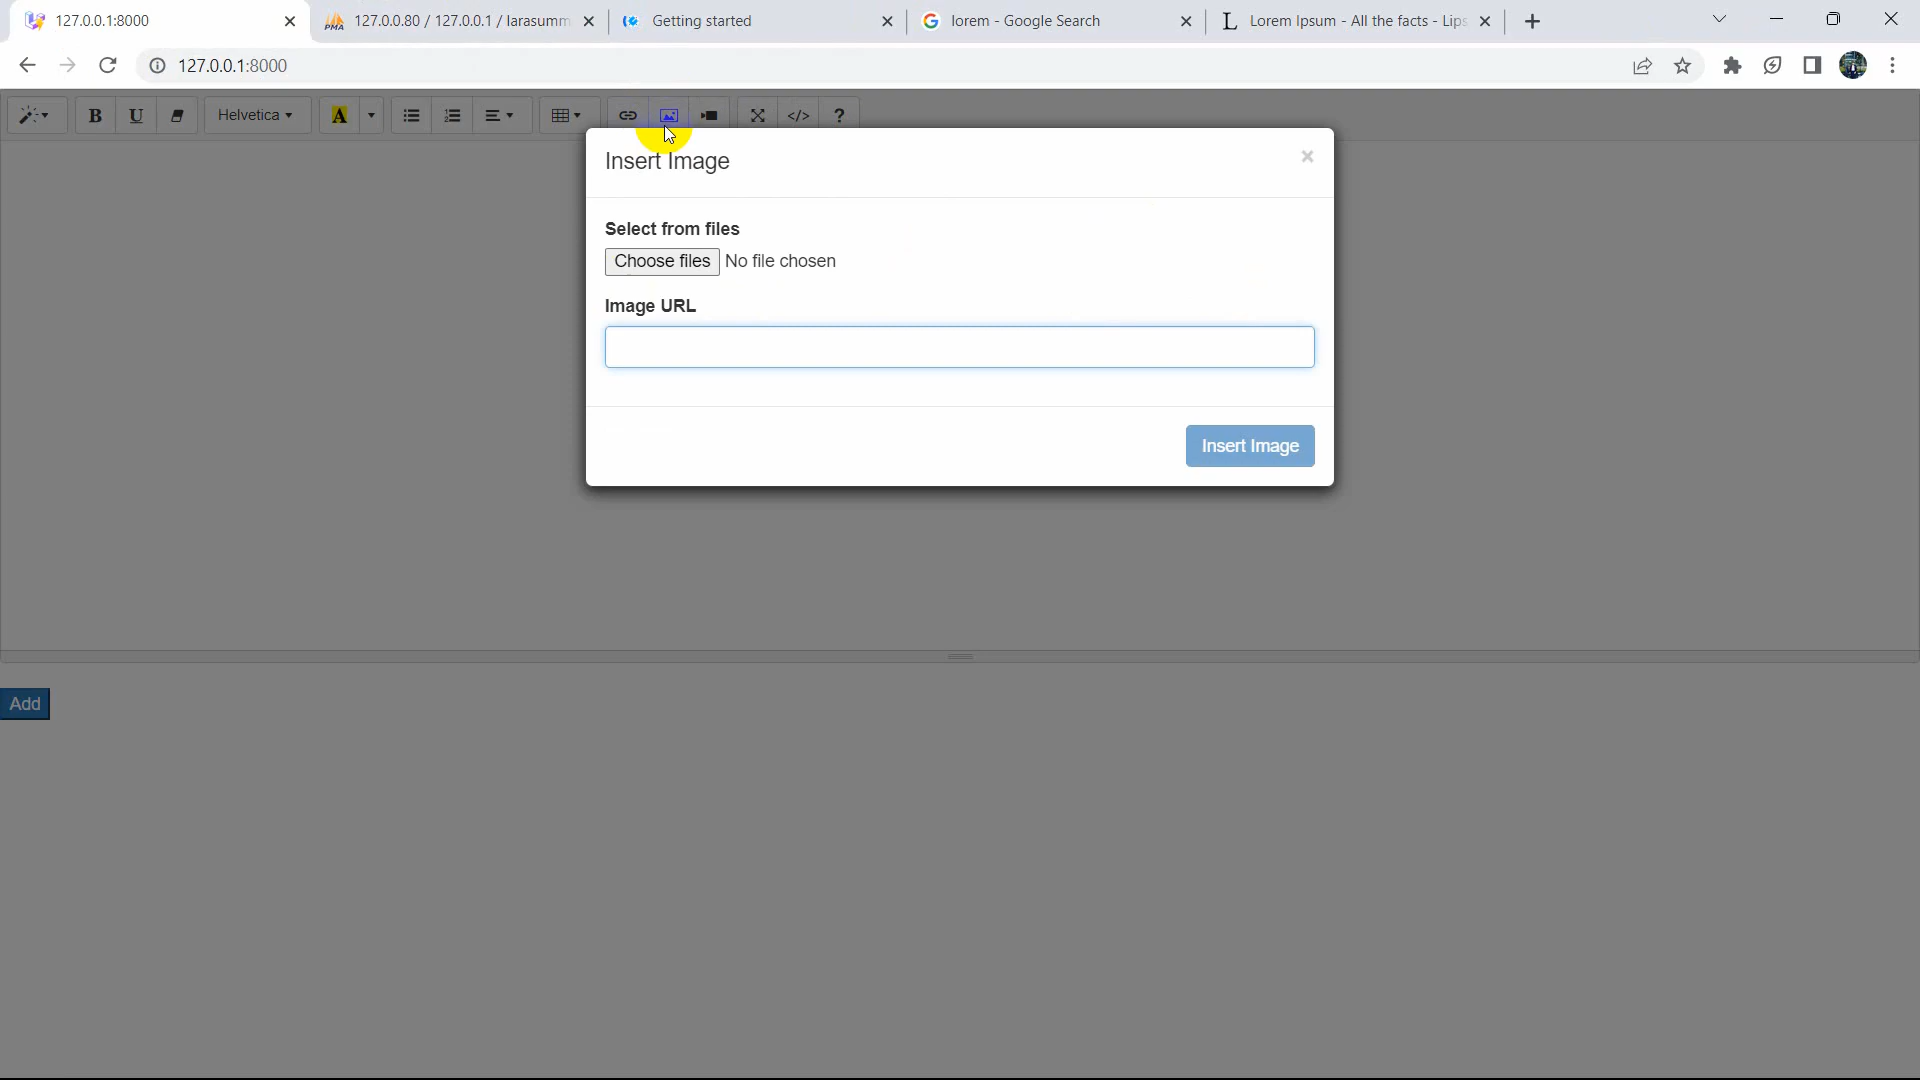 127.0.0.1:8000
127.0.0.80 / 127.0.0.1 / larasumm
Getting started
lorem - Google Search
Lorem Ipsum - All the facts - Lips
127.0.0.1:8000
B U Helvetica A </> ?
Insert Image ×
Select from files
Choose files No file chosen
Image URL
Insert Image
Add